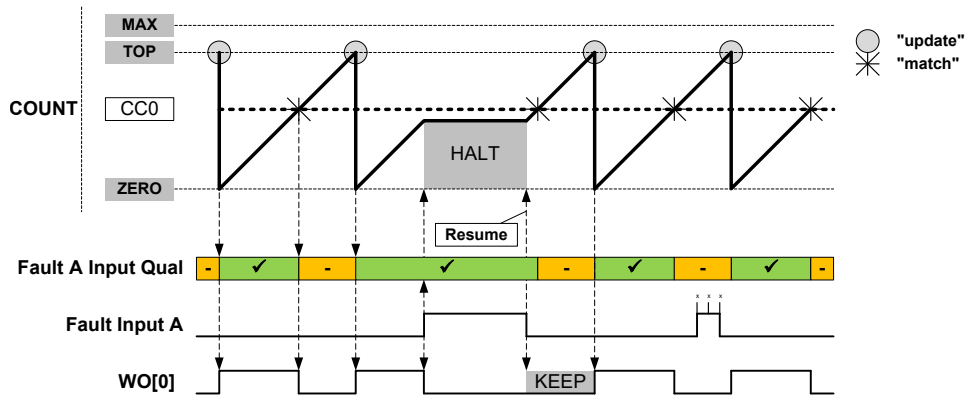 MAX
TOP
"update"
"match"
COUNT
CC0
HALT
ZERO
Resume
Fault A Input Qual
- ✓ - ✓ - ✓ - ✓ -
x x x
Fault Input A
WO[0]
KEEP